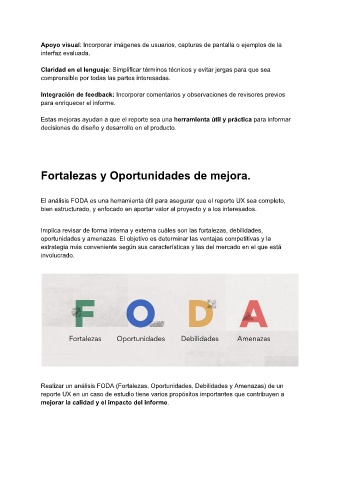 Apoyo visual: Incorporar imágenes de usuarios, capturas de pantalla o ejemplos de la
interfaz evaluada.
Claridad en el lenguaje: Simplificar términos técnicos y evitar jergas para que sea
comprensible por todas las partes interesadas.
Integración de feedback: Incorporar comentarios y observaciones de revisores previos
para enriquecer el informe.
Estas mejoras ayudan a que el reporte sea una herramienta útil y práctica para informar
decisiones de diseño y desarrollo en el producto.
Fortalezas y Oportunidades de mejora.
El análisis FODA es una herramienta útil para asegurar que el reporte UX sea completo,
bien estructurado, y enfocado en aportar valor al proyecto y a los interesados.
Implica revisar de forma interna y externa cuáles son las fortalezas, debilidades,
oportunidades y amenazas. El objetivo es determinar las ventajas competitivas y la
estrategia más conveniente según sus características y las del mercado en el que está
involucrado.
F O D A
Fortalezas Oportunidades Debilidades Amenazas
Realizar un análisis FODA (Fortalezas, Oportunidades, Debilidades y Amenazas) de un
reporte UX en un caso de estudio tiene varios propósitos importantes que contribuyen a
mejorar la calidad y el impacto del informe.